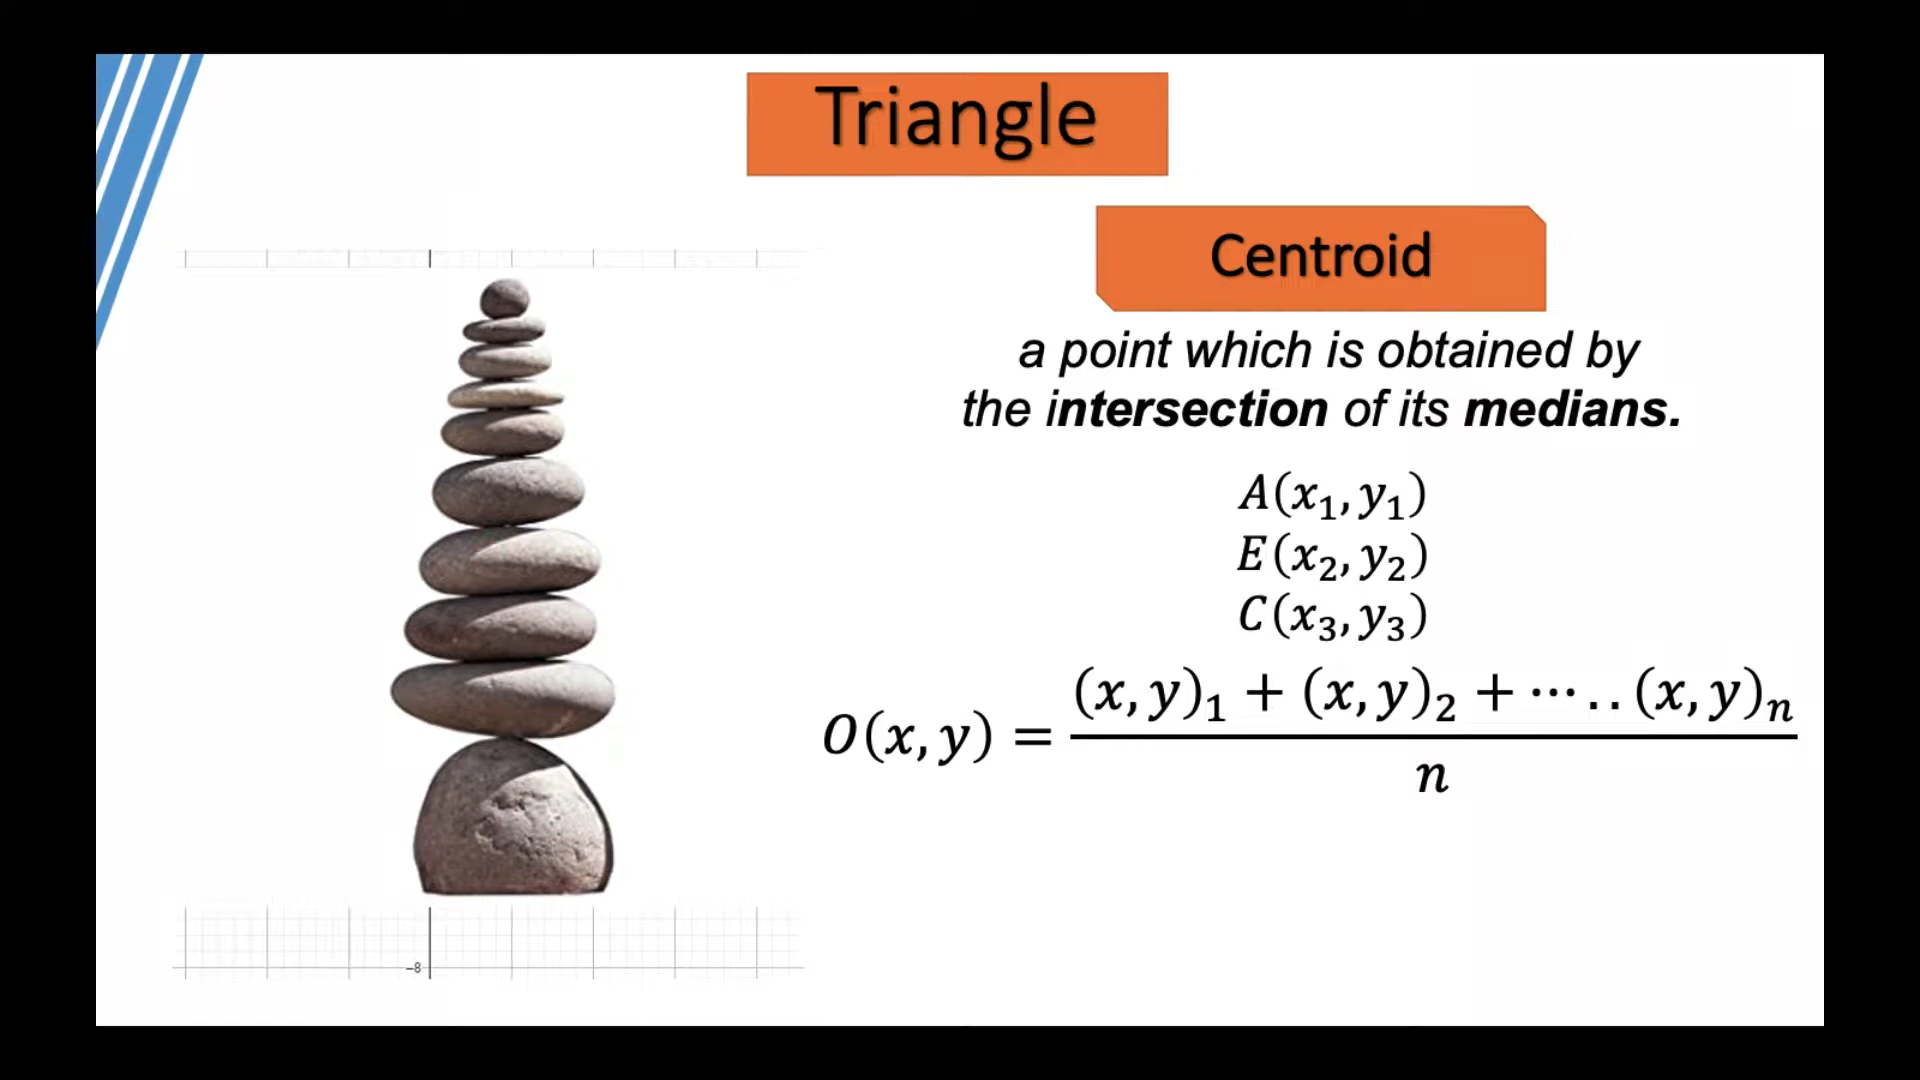 Triangle
Centroid
a point which is obtained by
the intersection of its medians.
A(x₁, y₁)
E(x₂, y₂)
C(x₃, y₃)
O(x, y) = \frac{(x, y)₁ + (x, y)₂ + ⋯ . . (x, y)ₙ}{n}
−8